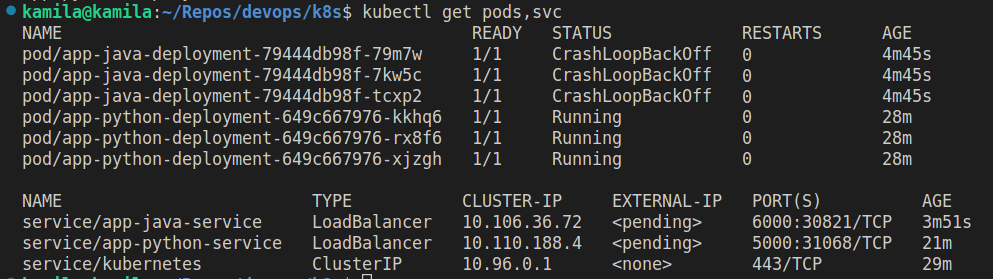 kamila@kamila:~/Repos/devops/k8s$ kubectl get pods,svc
NAME READY STATUS RESTARTS AGE
pod/app-java-deployment-79444db98f-79m7w 1/1 CrashLoopBackOff 0 4m45s
pod/app-java-deployment-79444db98f-7kw5c 1/1 CrashLoopBackOff 0 4m45s
pod/app-java-deployment-79444db98f-tcxp2 1/1 CrashLoopBackOff 0 4m45s
pod/app-python-deployment-649c667976-kkhq6 1/1 Running 0 28m
pod/app-python-deployment-649c667976-rx8f6 1/1 Running 0 28m
pod/app-python-deployment-649c667976-xjzgh 1/1 Running 0 28m
NAME TYPE CLUSTER-IP EXTERNAL-IP PORT(S) AGE
service/app-java-service LoadBalancer 10.106.36.72 <pending> 6000:30821/TCP 3m51s
service/app-python-service LoadBalancer 10.110.188.4 <pending> 5000:31068/TCP 21m
service/kubernetes ClusterIP 10.96.0.1 <none> 443/TCP 29m